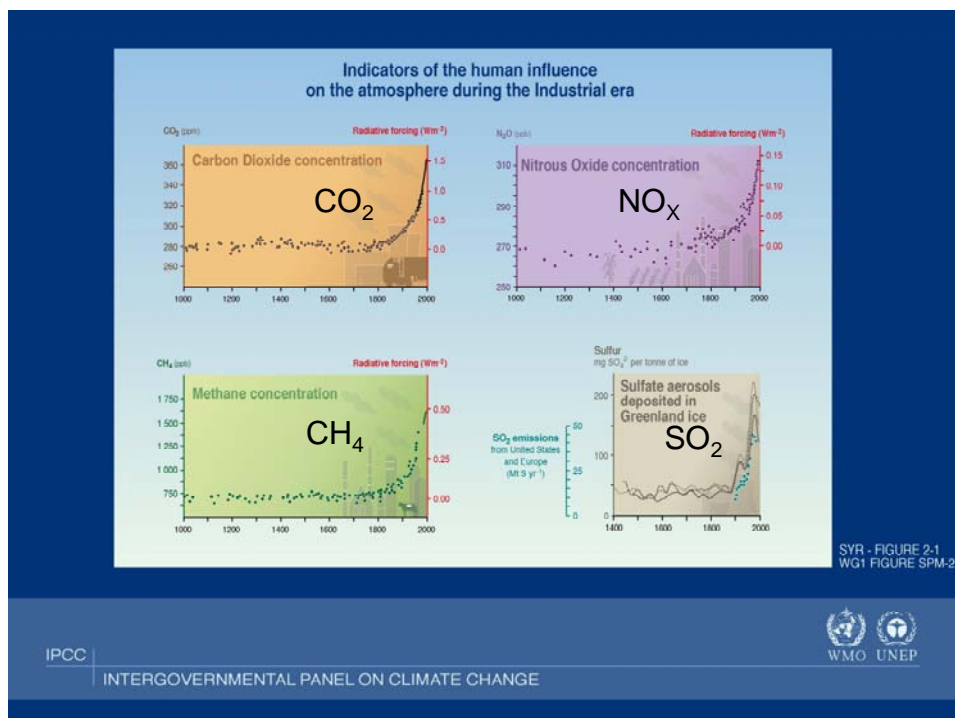 Indicators of the human influence
on the atmosphere during the Industrial era
CO₂ (ppm)
Radiative forcing (Wm⁻²)
Carbon Dioxide concentration
CO₂
360
340
320
300
280
260
1.5
1.0
0.5
0.0
1000 1200 1400 1600 1800 2000
N₂O (ppb)
Radiative forcing (Wm⁻²)
Nitrous Oxide concentration
NOₓ
310
290
270
250
0.15
0.10
0.05
0.00
1000 1200 1400 1600 1800 2000
CH₄ (ppb)
Radiative forcing (Wm⁻²)
Methane concentration
CH₄
1 750
1 500
1 250
1 000
750
0.50
0.25
0.00
1000 1200 1400 1600 1800 2000
Sulfur
mg SO₄²⁻ per tonne of ice
Sulfate aerosols
deposited in
Greenland ice
SO₂
200
100
0
SO₂ emissions
from United States
and Europe
(Mt S yr⁻¹)
50
25
0
1400 1600 1800 2000
SYR - FIGURE 2-1
WG1 FIGURE SPM-2
IPCC
INTERGOVERNMENTAL PANEL ON CLIMATE CHANGE
WMO UNEP